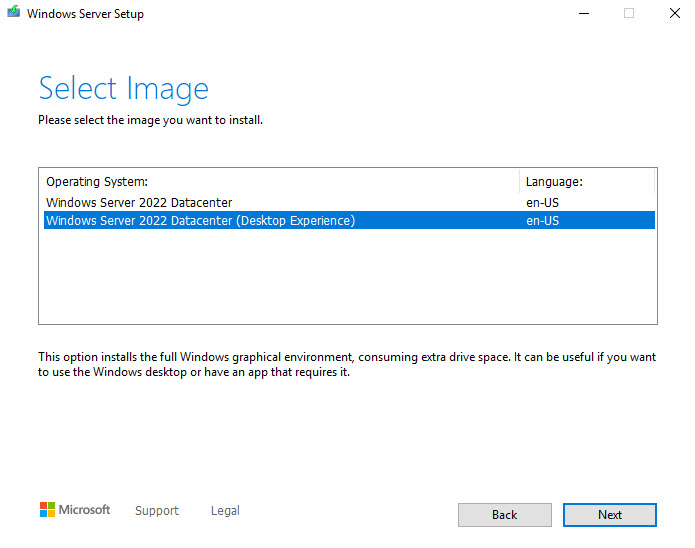 Windows Server Setup
Select Image
Please select the image you want to install.
Operating System: Language:
Windows Server 2022 Datacenter en-US
Windows Server 2022 Datacenter (Desktop Experience) en-US
This option installs the full Windows graphical environment, consuming extra drive space. It can be useful if you want
to use the Windows desktop or have an app that requires it.
Microsoft Support Legal Back Next